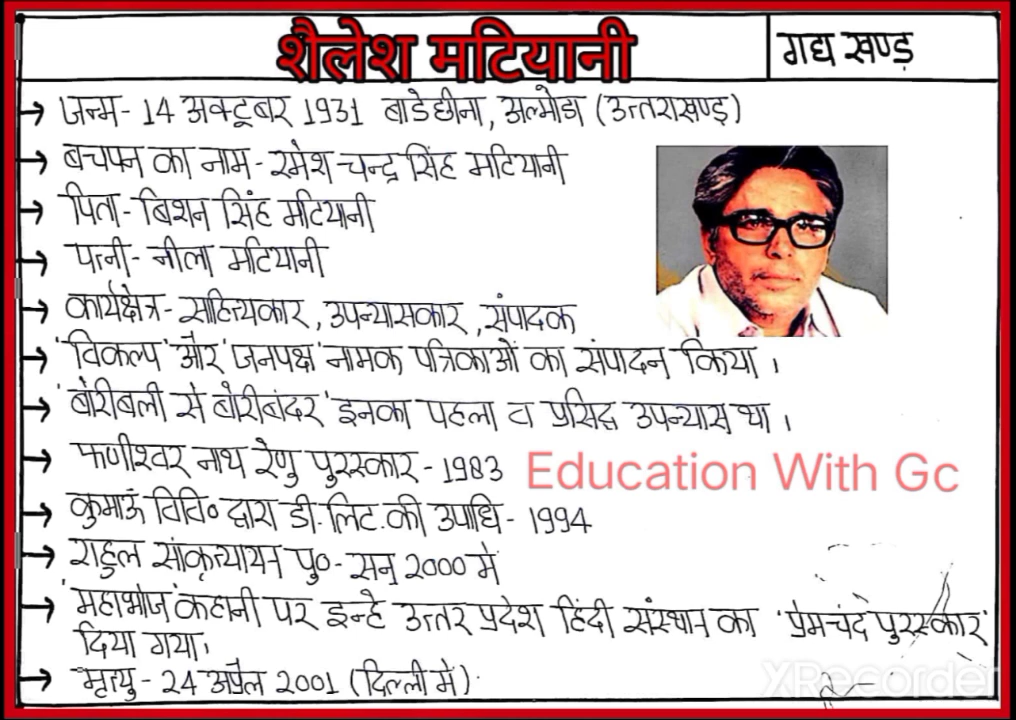 शैलेश मटियानी
गद्य खण्ड
→ जन्म- 14 अक्टूबर 1931 बाडेछीना, अल्मोडा (उत्तराखण्ड)
→ बचपन का नाम- रमेश चन्द्र सिंह मटियानी
→ पिता- बिशन सिंह मटियानी
→ पत्नी- नीला मटियानी
→ कार्यक्षेत्र- सहित्यकार, उपन्यासकार, संपादक
→ 'विकल्प' और 'जनपक्ष' नामक पत्रिकाओं का संपादन किया।
→ 'बोरीबली से बोरीबंदर' इनका पहला व प्रसिद्ध उपन्यास था।
→ फणीश्वर नाथ रेणु पुरस्कार - 1983
Education With Gc
→ कुमाऊं विवि० द्वारा डी.लिट.की उपाधि - 1994
→ राहुल सांकृत्यायन पु०- सन् 2000 मे
→ 'महाभोज' कहानी पर इन्हे उत्तर प्रदेश हिंदी संस्थान का 'प्रेमचंद पुरस्कार'
दिया गया।
→ मृत्यु - 24 अप्रेल 2001 (दिल्ली मे)
XRecorder